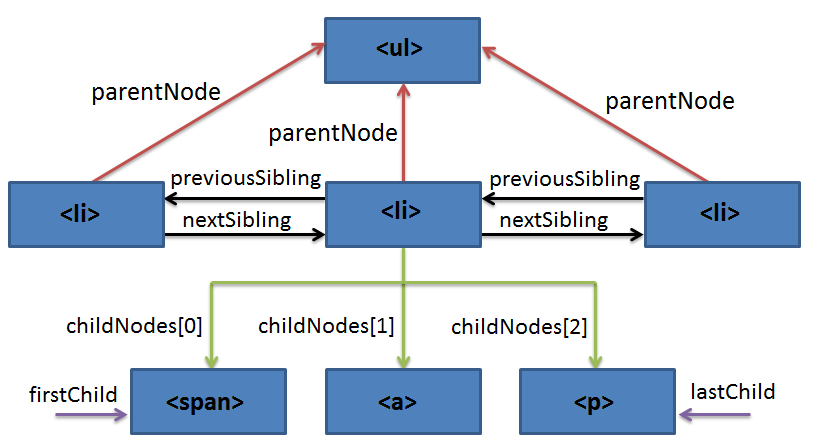 <ul>
parentNode
parentNode
parentNode
previousSibling
previousSibling
<li>
<li>
<li>
nextSibling
nextSibling
childNodes[0]
childNodes[1]
childNodes[2]
firstChild
<span>
<a>
<p>
lastChild